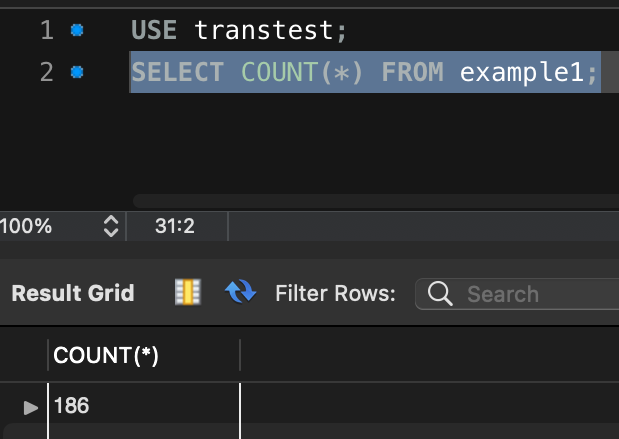 1 USE transtest;
2 SELECT COUNT(*) FROM example1;
100% 31:2
Result Grid Filter Rows: Search
COUNT(*)
186